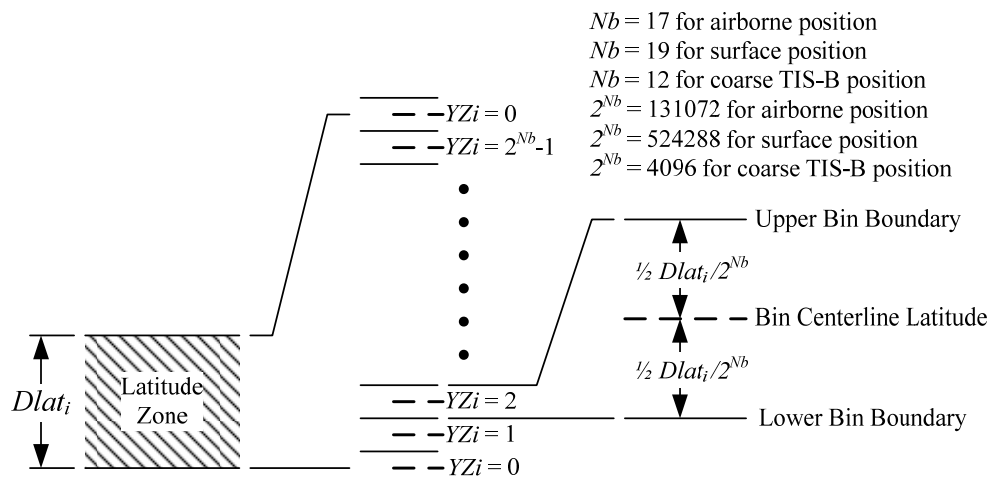 Nb = 17 for airborne position
Nb = 19 for surface position
Nb = 12 for coarse TIS-B position
2^Nb = 131072 for airborne position
2^Nb = 524288 for surface position
2^Nb = 4096 for coarse TIS-B position
YZi = 0
YZi = 2^Nb-1
Upper Bin Boundary
½ Dlat_i/2^Nb
Bin Centerline Latitude
½ Dlat_i/2^Nb
Lower Bin Boundary
Dlat_i
Latitude
Zone
YZi = 2
YZi = 1
YZi = 0